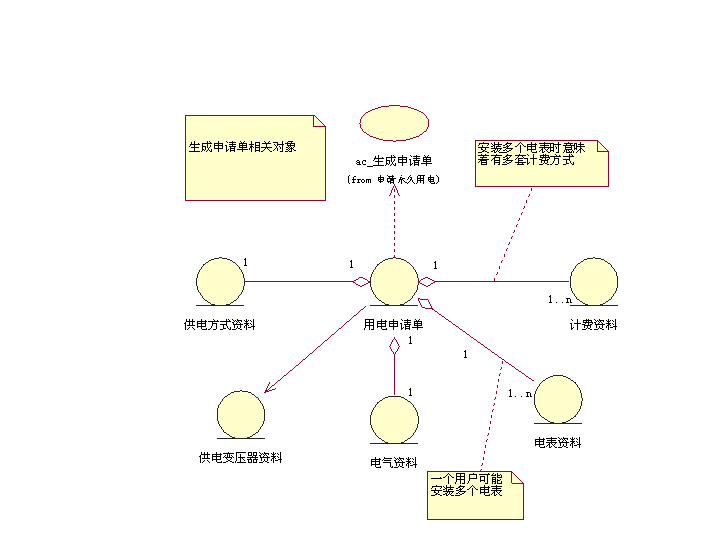 生成申请单相关对象
ac_生成申请单
(from 申请永久用电)
安装多个电表时意味
着有多套计费方式
1
1
1
供电方式资料
用电申请单
1..n
计费资料
1
1
1
1..n
供电变压器资料
电气资料
电表资料
一个用户可能
安装多个电表